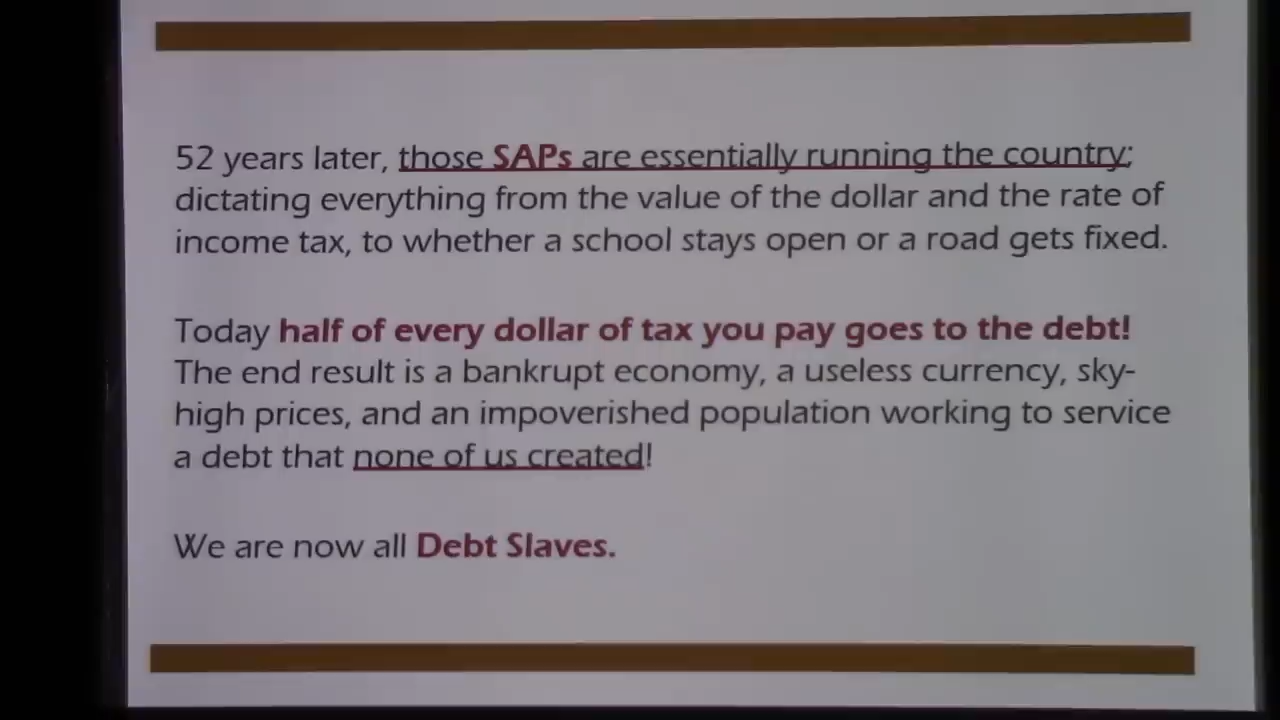 52 years later, those SAPs are essentially running the country;
dictating everything from the value of the dollar and the rate of
income tax, to whether a school stays open or a road gets fixed.
Today half of every dollar of tax you pay goes to the debt!
The end result is a bankrupt economy, a useless currency, sky-
high prices, and an impoverished population working to service
a debt that none of us created!
We are now all Debt Slaves.